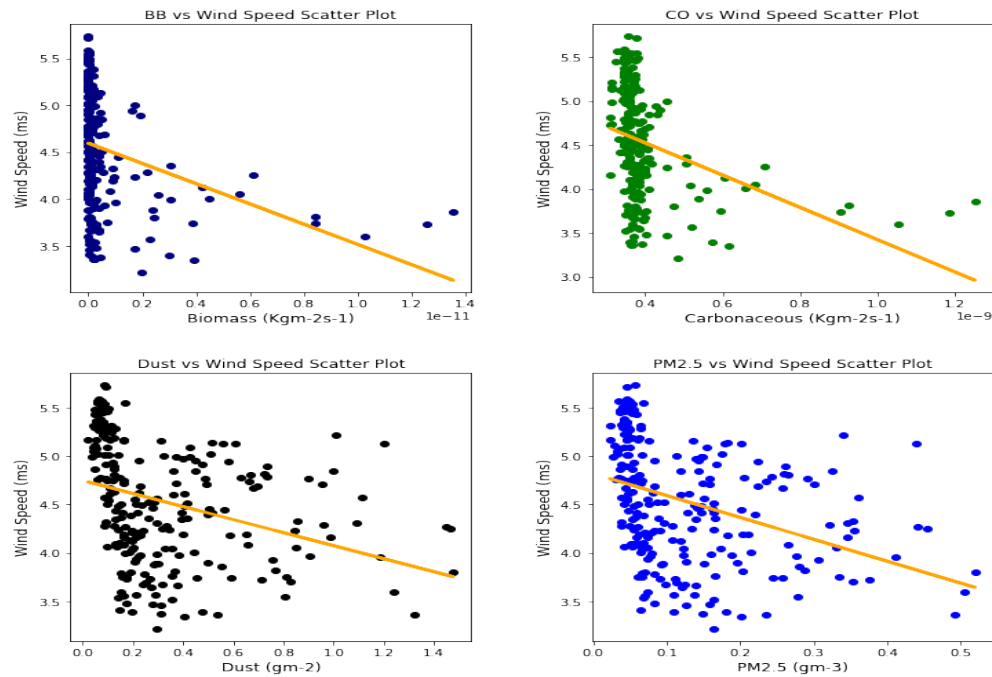 BB vs Wind Speed Scatter Plot
Wind Speed (ms)
5.5
5.0
4.5
4.0
3.5
0.0 0.2 0.4 0.6 0.8 1.0 1.2 1.4
1e−11
Biomass (Kgm-2s-1)
CO vs Wind Speed Scatter Plot
Wind Speed (ms)
5.5
5.0
4.5
4.0
3.5
3.0
0.4 0.6 0.8 1.0 1.2
1e−9
Carbonaceous (Kgm-2s-1)
Dust vs Wind Speed Scatter Plot
Wind Speed (ms)
5.5
5.0
4.5
4.0
3.5
0.0 0.2 0.4 0.6 0.8 1.0 1.2 1.4
Dust (gm-2)
PM2.5 vs Wind Speed Scatter Plot
Wind Speed (ms)
5.5
5.0
4.5
4.0
3.5
0.0 0.1 0.2 0.3 0.4 0.5
PM2.5 (gm-3)